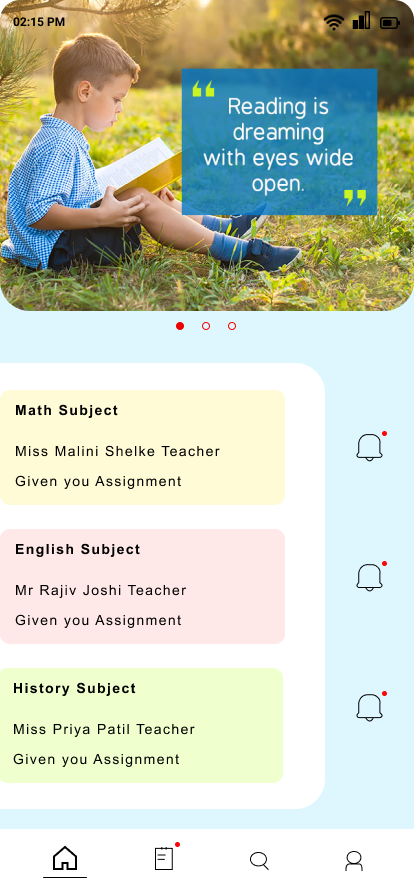 02:15 PM
“ Reading is
dreaming
with eyes wide
open. ”
Math Subject
Miss Malini Shelke Teacher
Given you Assignment
English Subject
Mr Rajiv Joshi Teacher
Given you Assignment
History Subject
Miss Priya Patil Teacher
Given you Assignment